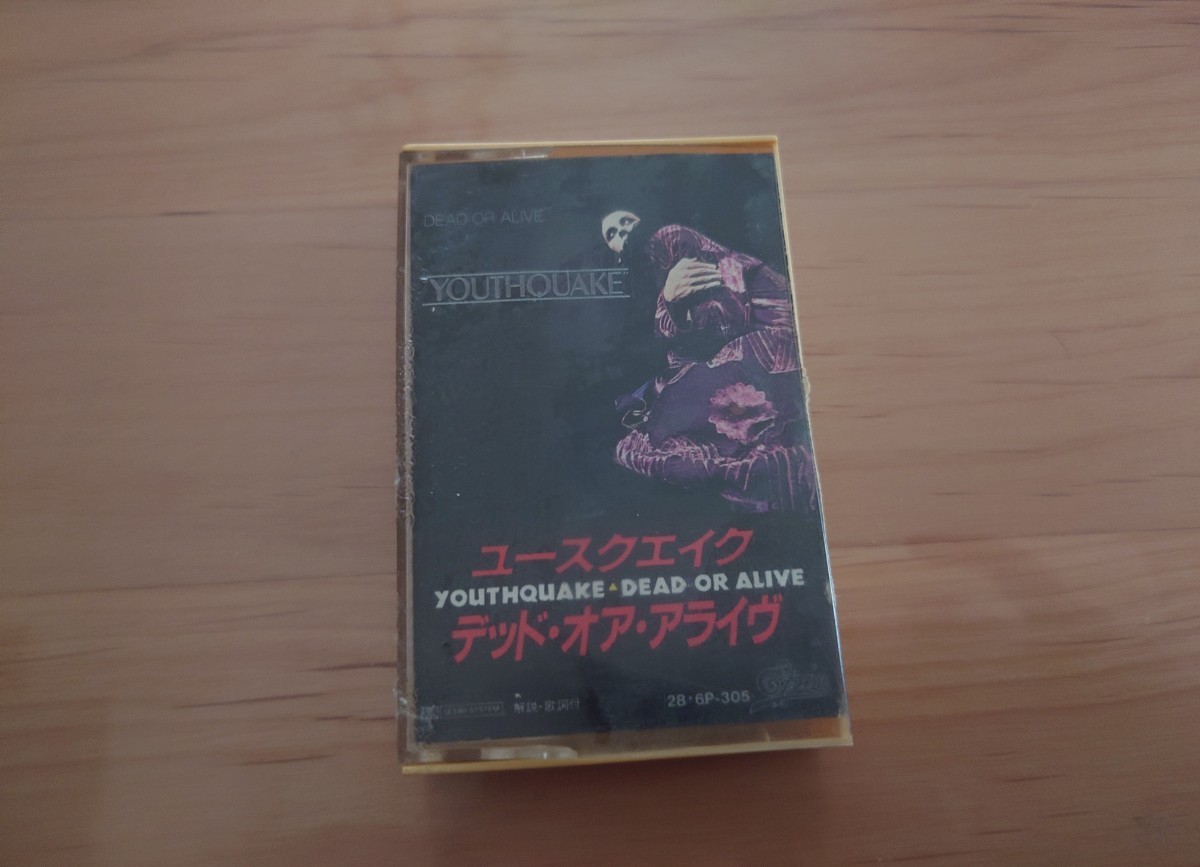 DEAD OR ALIVE
YOUTHQUAKE
ユースクエイク
YOUTHQUAKE▲DEAD OR ALIVE
デッド・オア・アライヴ
解説・歌詞付
28・6P-305
Epic